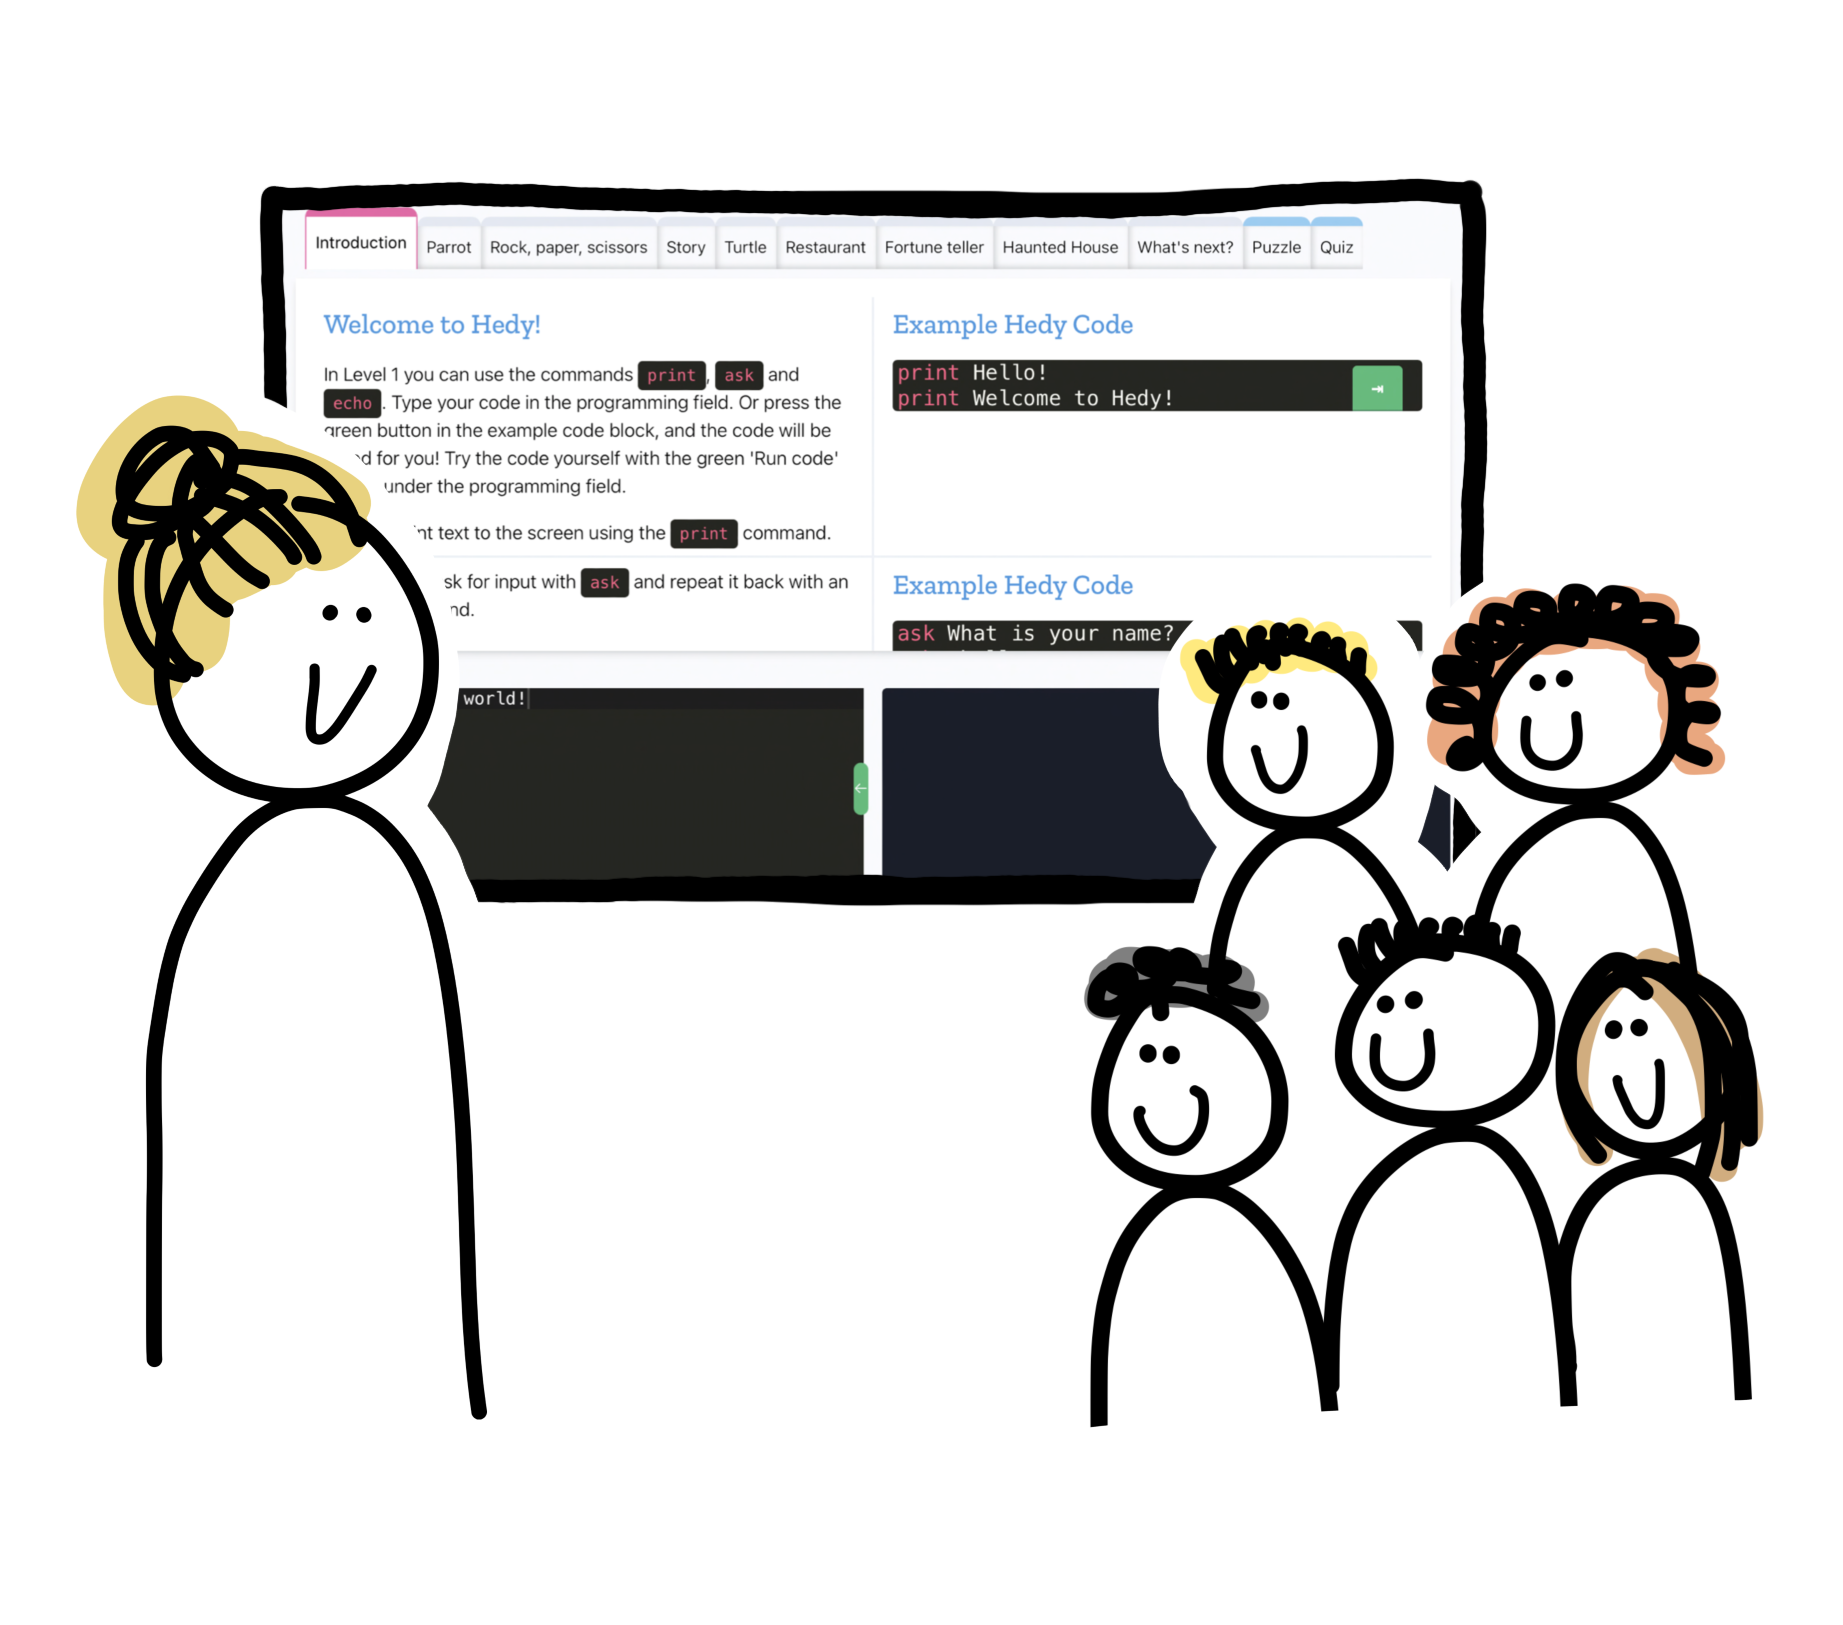 Introduction Parrot Rock, paper, scissors Story Turtle Restaurant Fortune teller Haunted House What's next? Puzzle Quiz
Welcome to Hedy!
In Level 1 you can use the commands print, ask and
echo. Type your code in the programming field. Or press the
green button in the example code block, and the code will be
for you! Try the code yourself with the green 'Run code'
under the programming field.
text to the screen using the print command.
for input with ask and repeat it back with an
Example Hedy Code
print Hello!
print Welcome to Hedy!
Example Hedy Code
ask What is your name?
world!